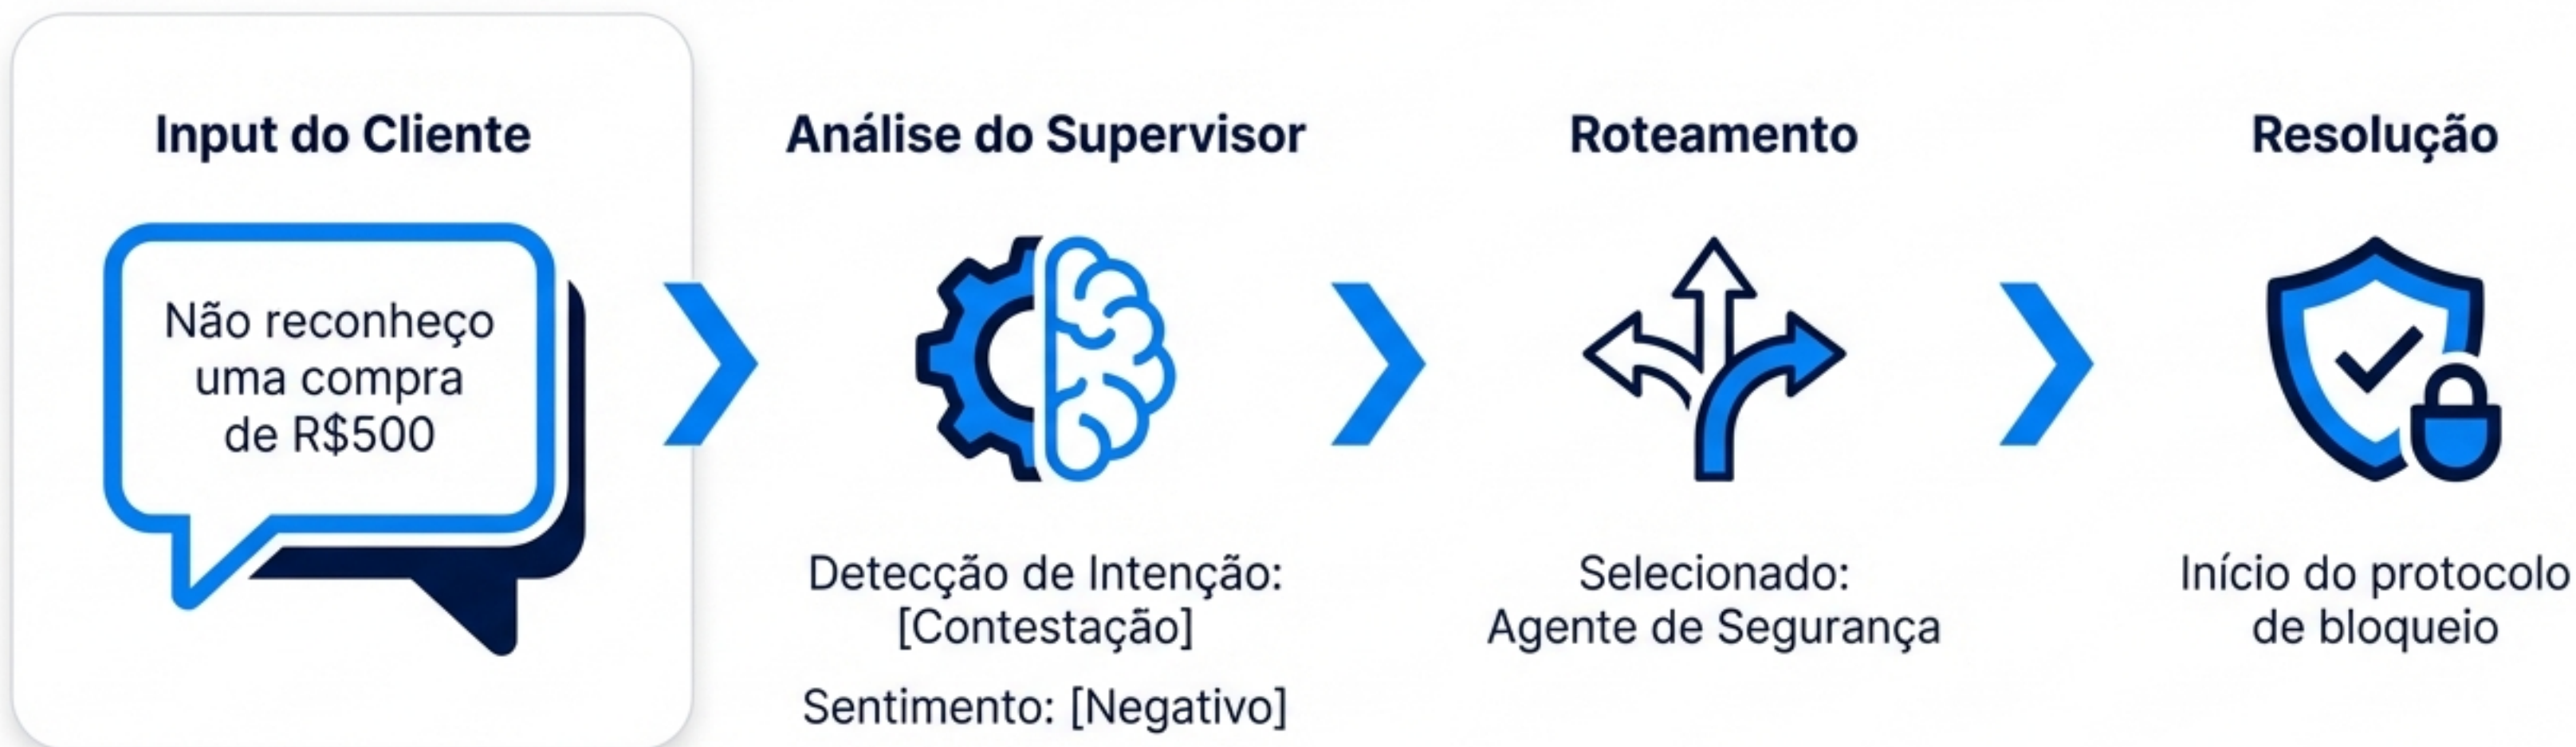 Input do Cliente
Não reconheço
uma compra
de R$500
Análise do Supervisor
Detecção de Intenção:
[Contestação]
Sentimento: [Negativo]
Roteamento
Selecionado:
Agente de Segurança
Resolução
Início do protocolo
de bloqueio